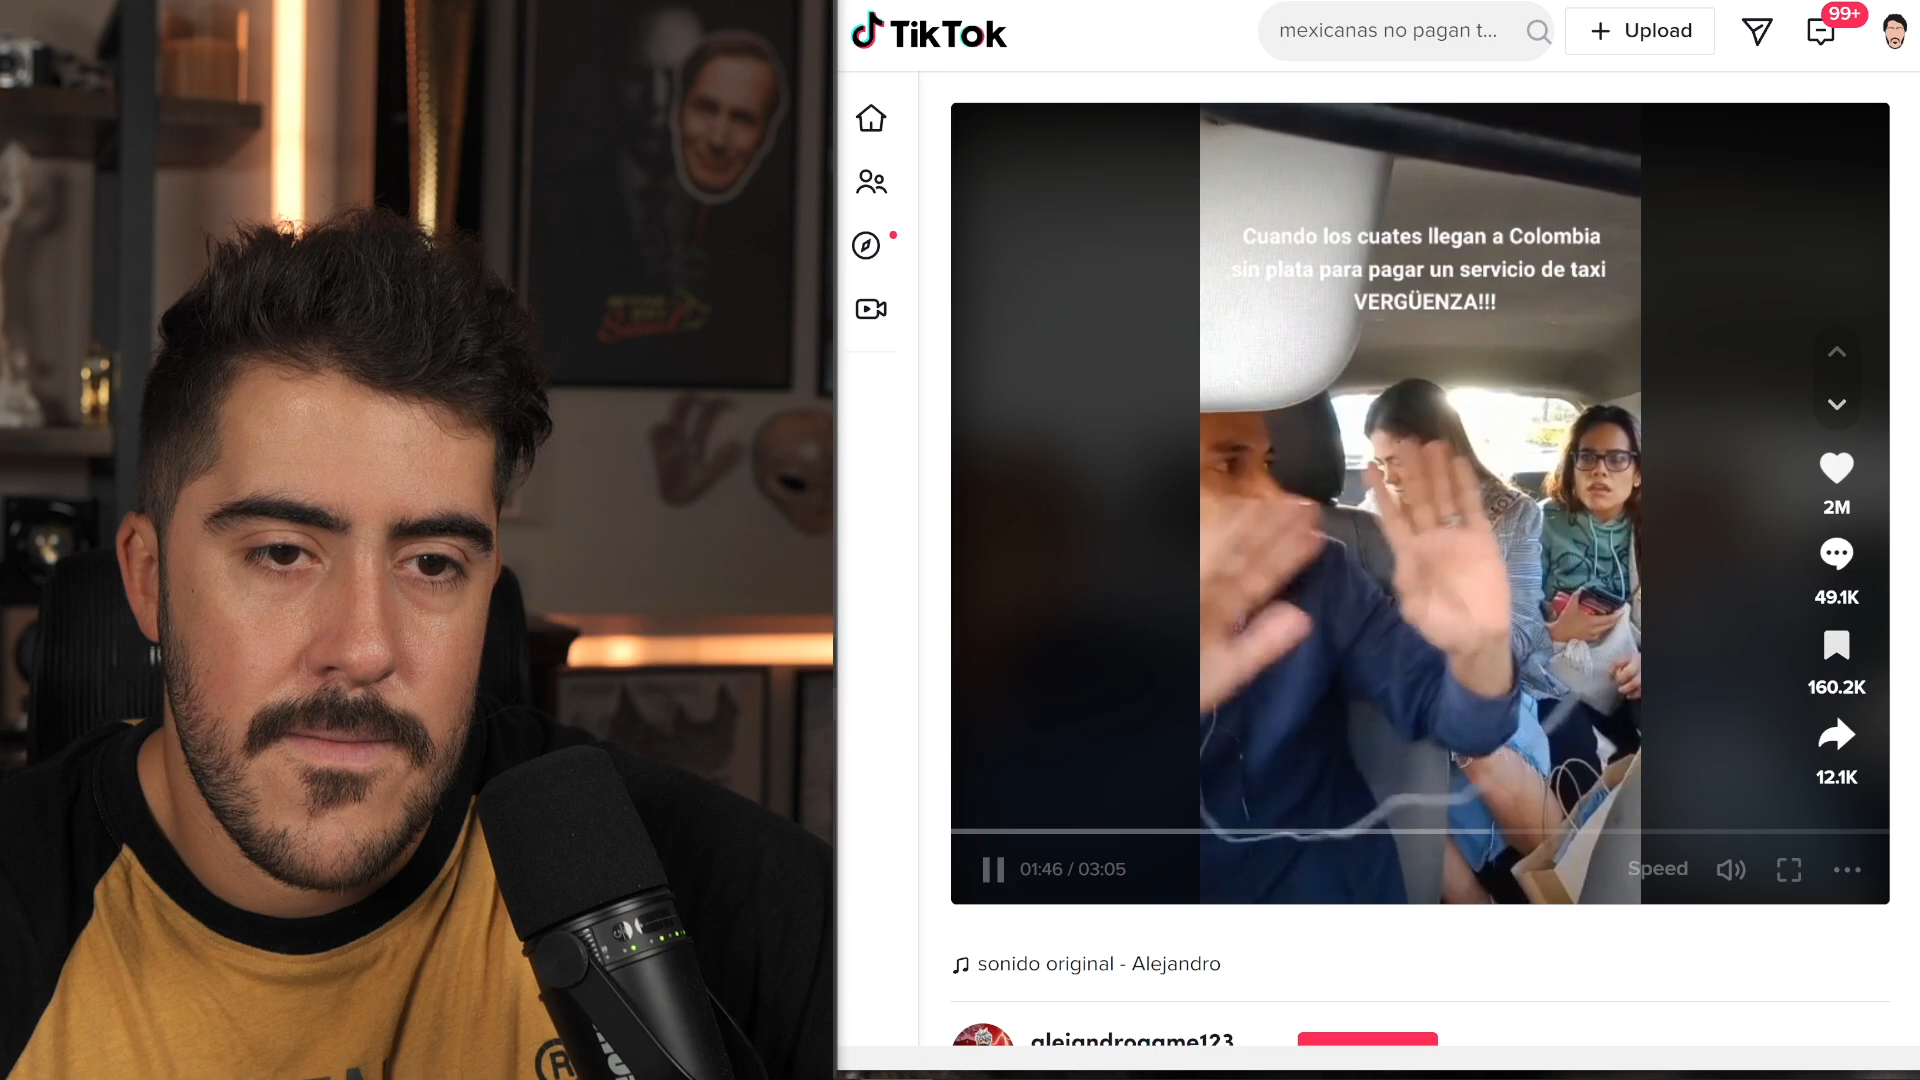 TikTok
mexicanas no pagan t...
Upload
99+
Cuando los cuates llegan a Colombia
sin plata para pagar un servicio de taxi
VERGÜENZA!!!
2M
49.1K
160.2K
12.1K
01:46 / 03:05
Speed
sonido original - Alejandro
alejandrogame123